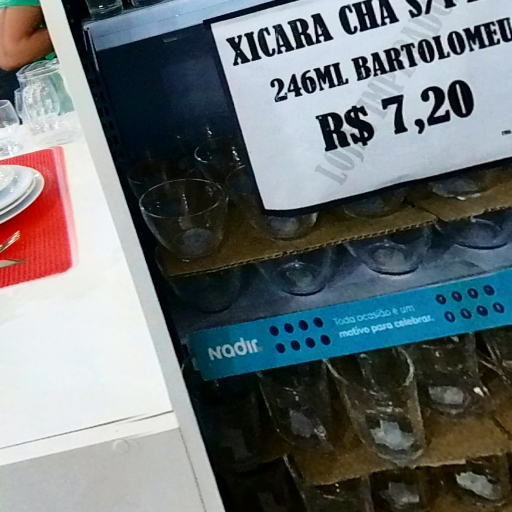 XICARA CHA S/
246ML BARTOLOMEU
R$ 7,20
Nadir
Toda ocasião é um
motivo para celebrar.